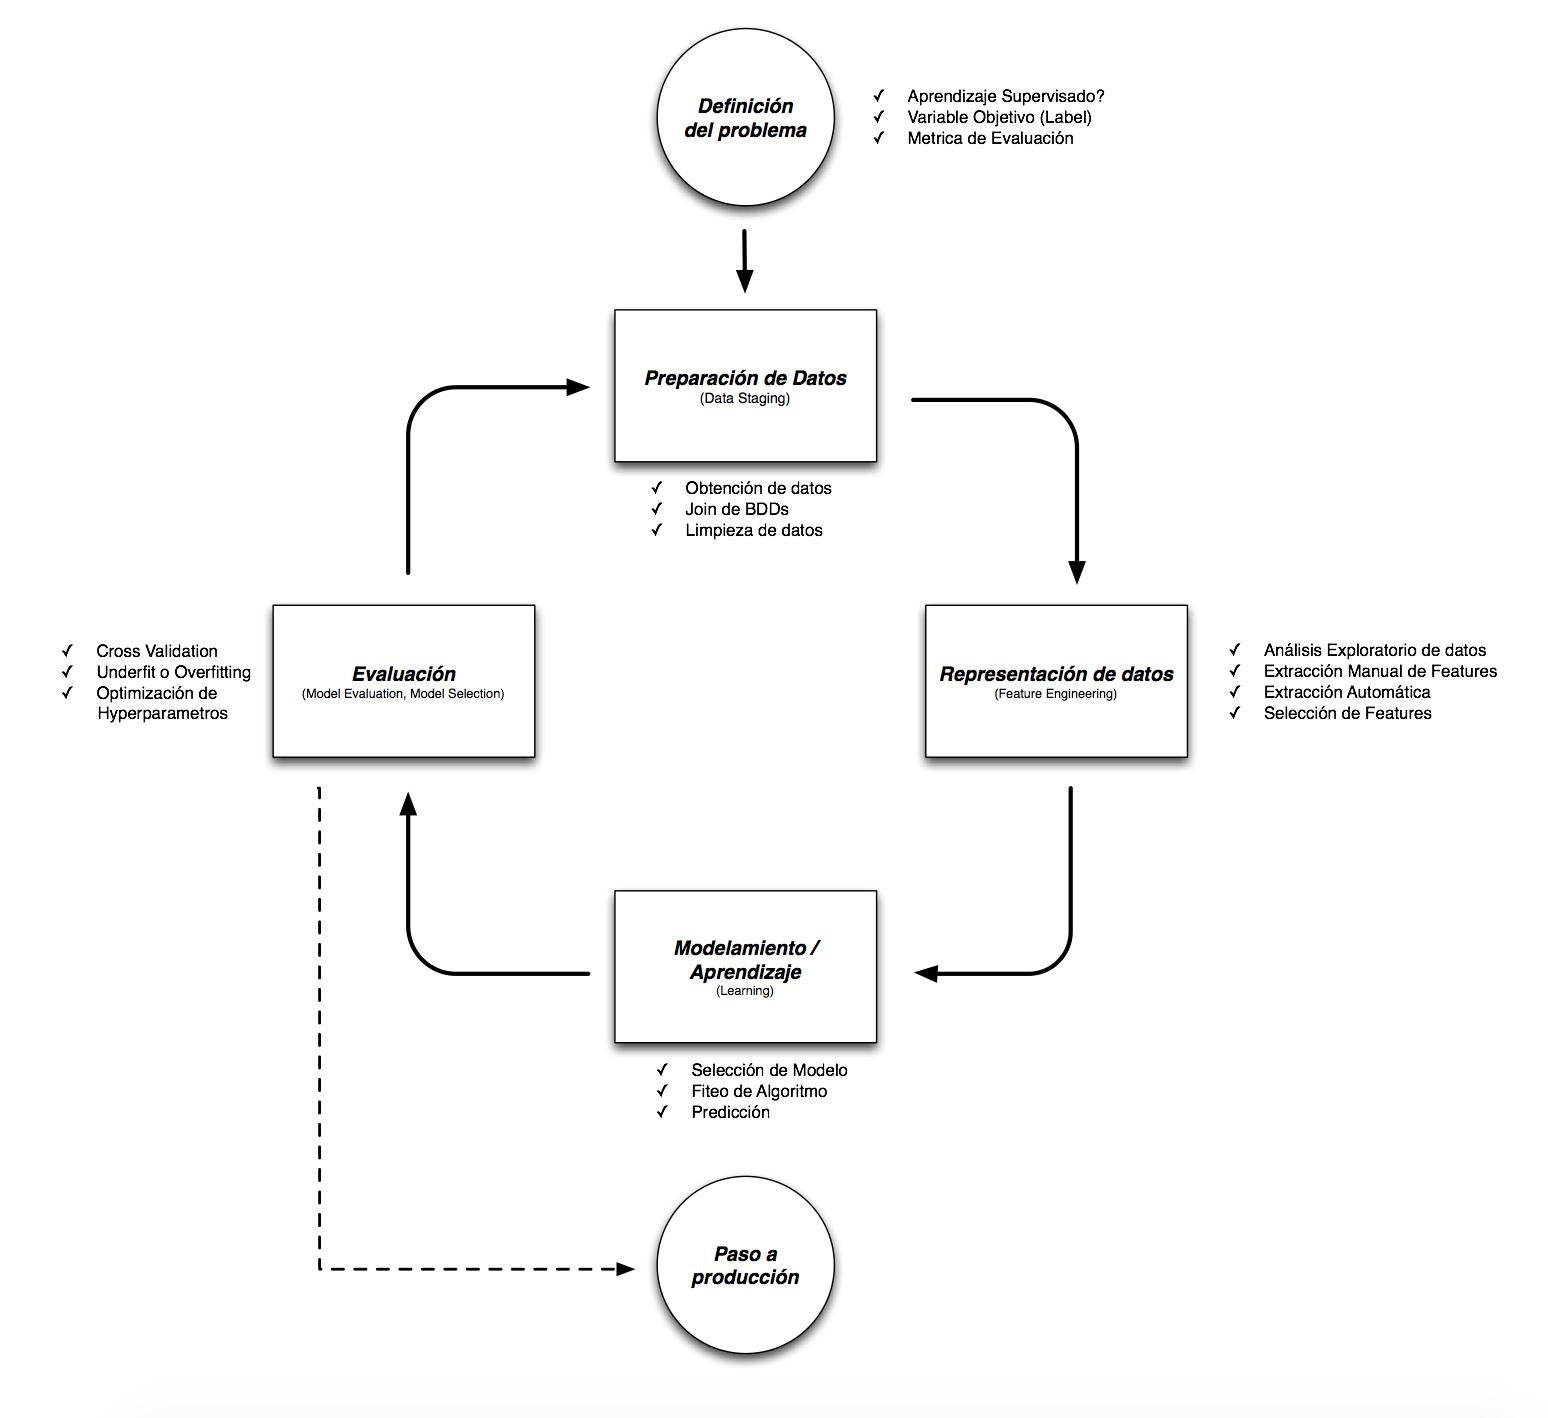 Definición
del problema
✓ Aprendizaje Supervisado?
✓ Variable Objetivo (Label)
✓ Metrica de Evaluación
Preparación de Datos
(Data Staging)
✓ Obtención de datos
✓ Join de BDDs
✓ Limpieza de datos
Representación de datos
(Feature Engineering)
✓ Análisis Exploratorio de datos
✓ Extracción Manual de Features
✓ Extracción Automática
✓ Selección de Features
Modelamiento /
Aprendizaje
(Learning)
✓ Selección de Modelo
✓ Fiteo de Algoritmo
✓ Predicción
Evaluación
(Model Evaluation, Model Selection)
✓ Cross Validation
✓ Underfit o Overfitting
✓ Optimización de
Hyperparametros
Paso a
producción